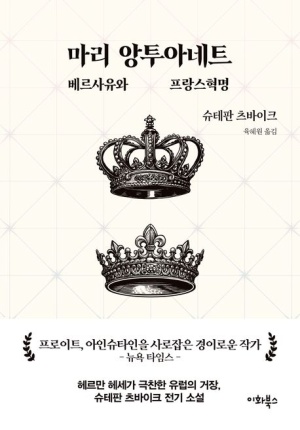 마리 앙투아네트
베르사유와 프랑스혁명
슈테판 츠바이크
육혜원 옮김
프로이트, 아인슈타인을 사로잡은 경이로운 작가
- 뉴욕 타임스 -
헤르만 헤세가 극찬한 유럽의 거장,
슈테판 츠바이크 전기 소설
이화북스